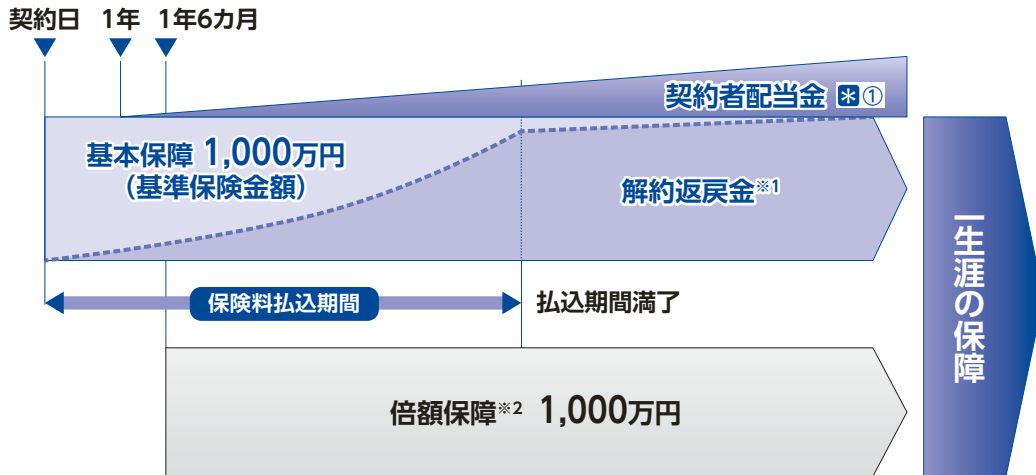 契約日 1年 1年6カ月
契約者配当金 *①
基本保障 1,000万円
(基準保険金額)
解約返戻金※1
保険料払込期間
払込期間満了
倍額保障※2 1,000万円
一生涯の保障